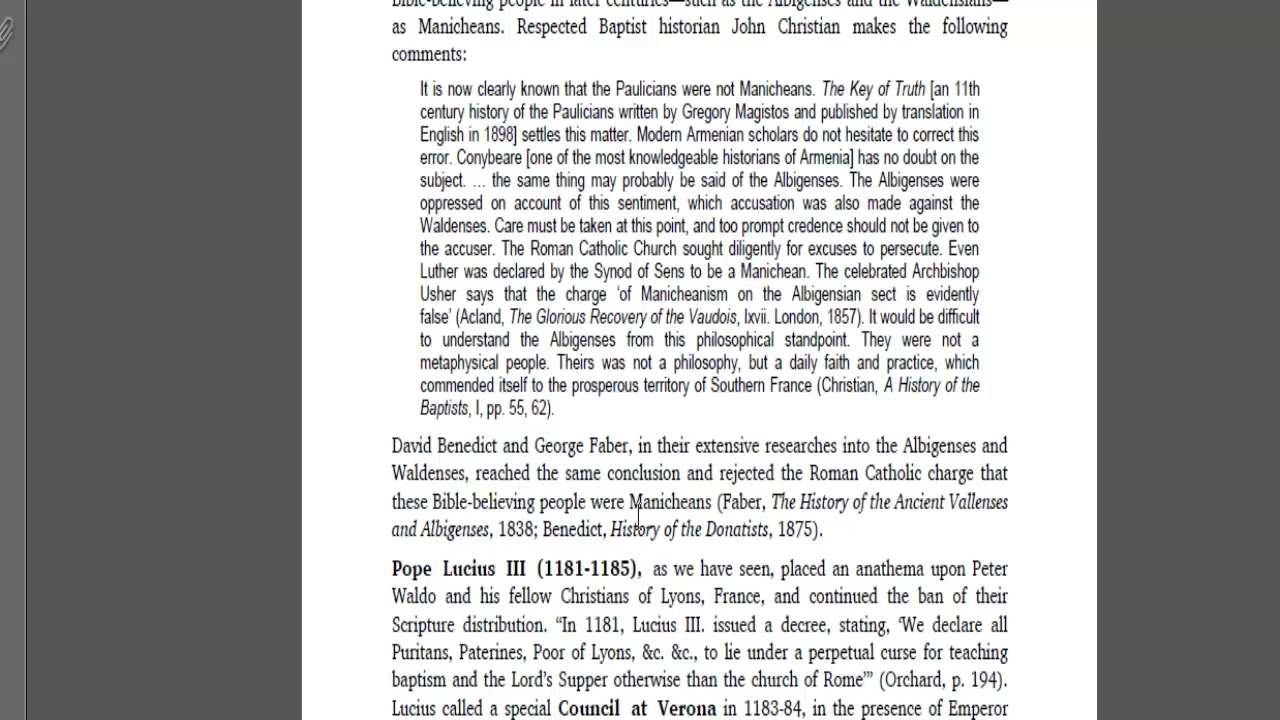 Bible-believing people in later centuries—such as the Albigenses and the Waldensians—
as Manicheans. Respected Baptist historian John Christian makes the following
comments:
It is now clearly known that the Paulicians were not Manicheans. The Key of Truth [an 11th
century history of the Paulicians written by Gregory Magistos and published by translation in
English in 1898] settles this matter. Modern Armenian scholars do not hesitate to correct this
error. Conybeare [one of the most knowledgeable historians of Armenia] has no doubt on the
subject. … the same thing may probably be said of the Albigenses. The Albigenses were
oppressed on account of this sentiment, which accusation was also made against the
Waldenses. Care must be taken at this point, and too prompt credence should not be given to
the accuser. The Roman Catholic Church sought diligently for excuses to persecute. Even
Luther was declared by the Synod of Sens to be a Manichean. The celebrated Archbishop
Usher says that the charge ‘of Manicheanism on the Albigensian sect is evidently
false’ (Acland, The Glorious Recovery of the Vaudois, lxvii. London, 1857). It would be difficult
to understand the Albigenses from this philosophical standpoint. They were not a
metaphysical people. Theirs was not a philosophy, but a daily faith and practice, which
commended itself to the prosperous territory of Southern France (Christian, A History of the
Baptists, I, pp. 55, 62).
David Benedict and George Faber, in their extensive researches into the Albigenses and
Waldenses, reached the same conclusion and rejected the Roman Catholic charge that
these Bible-believing people were Manicheans (Faber, The History of the Ancient Vallenses
and Albigenses, 1838; Benedict, History of the Donatists, 1875).
Pope Lucius III (1181-1185), as we have seen, placed an anathema upon Peter
Waldo and his fellow Christians of Lyons, France, and continued the ban of their
Scripture distribution. “In 1181, Lucius III. issued a decree, stating, ‘We declare all
Puritans, Paterines, Poor of Lyons, &c. &c., to lie under a perpetual curse for teaching
baptism and the Lord’s Supper otherwise than the church of Rome’” (Orchard, p. 194).
Lucius called a special Council at Verona in 1183-84, in the presence of Emperor